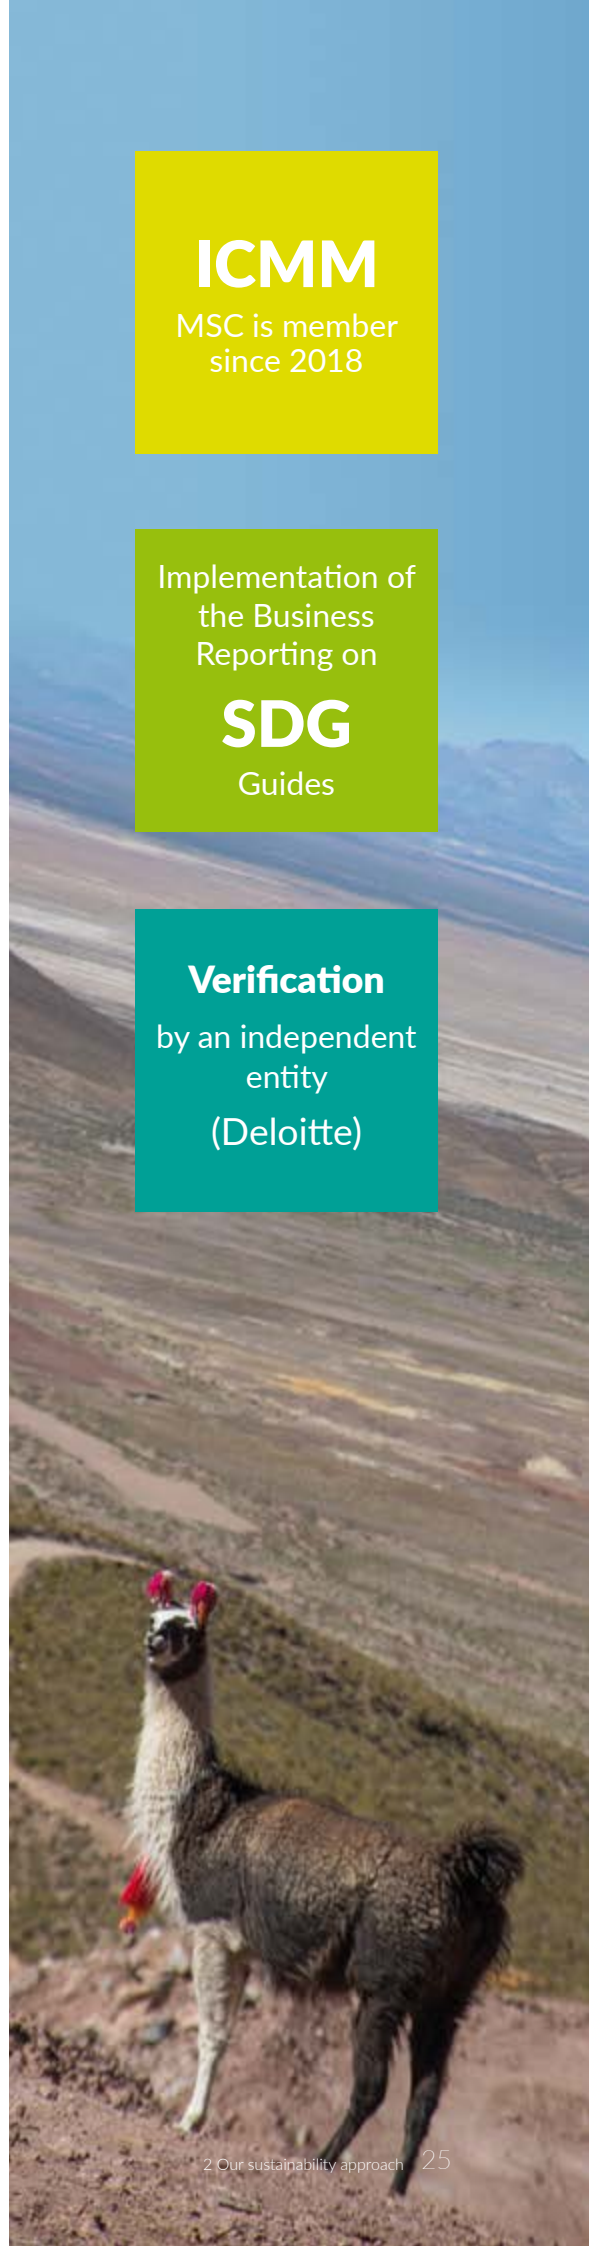 ICMM
MSC is member
since 2018
Implementation of
the Business
Reporting on
SDG
Guides
Verification
by an independent
entity
(Deloitte)
2 Our sustainability approach 25